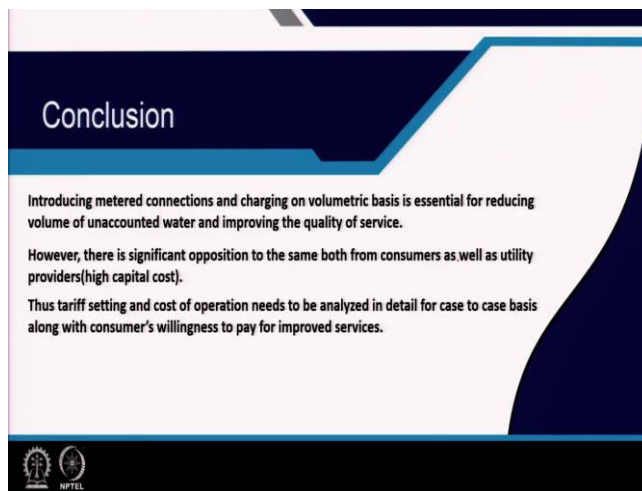 Conclusion
Introducing metered connections and charging on volumetric basis is essential for reducing
volume of unaccounted water and improving the quality of service.
However, there is significant opposition to the same both from consumers as well as utility
providers(high capital cost).
Thus tariff setting and cost of operation needs to be analyzed in detail for case to case basis
along with consumer's willingness to pay for improved services.
NPTEL